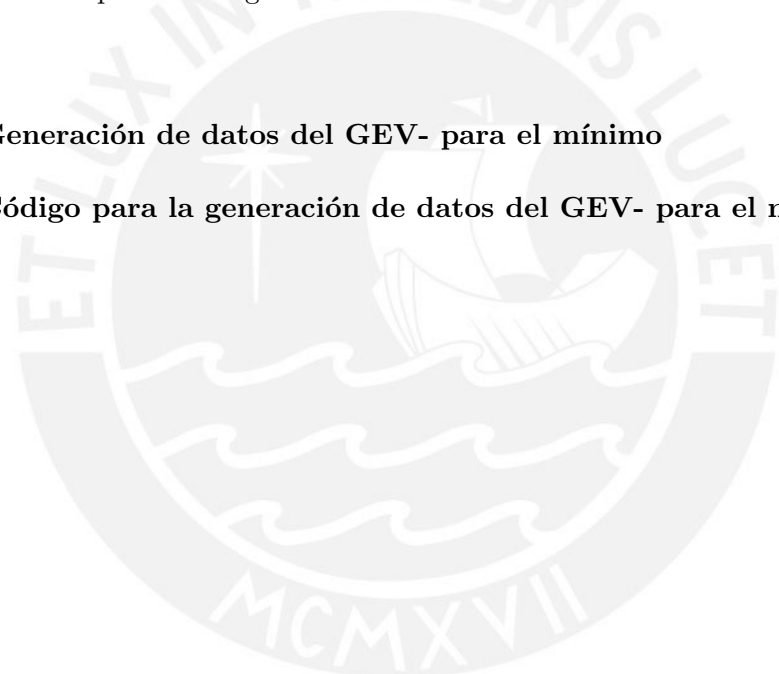 Generación de datos del GEV- para el mínimo
Código para la generación de datos del GEV- para el
ET LUX IN TENEBRIS LUCET
MCMXVII